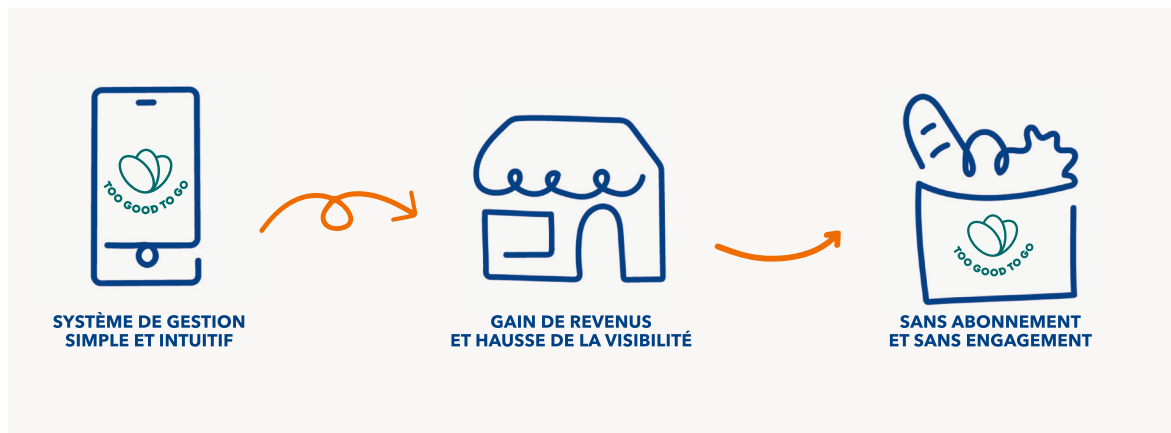 TOO GOOD TO GO
SYSTÈME DE GESTION
SIMPLE ET INTUITIF
GAIN DE REVENUS
ET HAUSSE DE LA VISIBILITÉ
TOO GOOD TO GO
SANS ABONNEMENT
ET SANS ENGAGEMENT